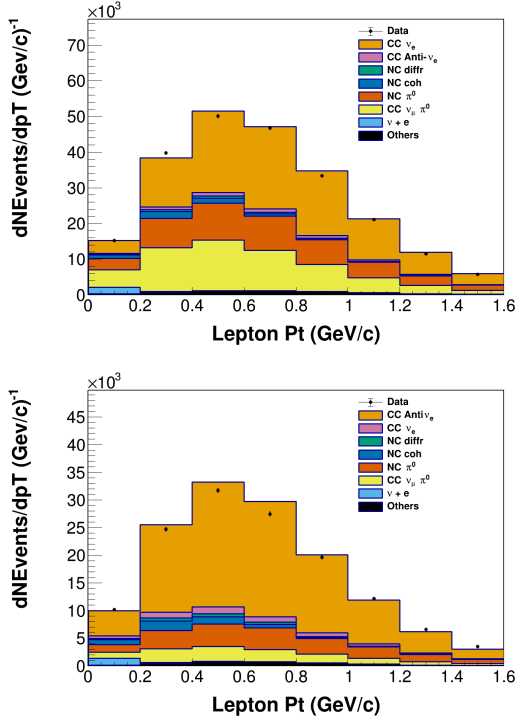 ×10³
dNEvents/dpT (Gev/c)⁻¹
70
60
50
40
30
20
10
0
Data
CC νₑ
CC Anti-νₑ
NC diffr
NC coh
NC π⁰
CC ν_μ π⁰
ν + e
Others
0 0.2 0.4 0.6 0.8 1 1.2 1.4 1.6
Lepton Pt (GeV/c)
×10³
dNEvents/dpT (Gev/c)⁻¹
45
40
35
30
25
20
15
10
5
0
Data
CC Antiνₑ
CC νₑ
NC diffr
NC coh
NC π⁰
CC ν_μ π⁰
ν + e
Others
0 0.2 0.4 0.6 0.8 1 1.2 1.4 1.6
Lepton Pt (GeV/c)